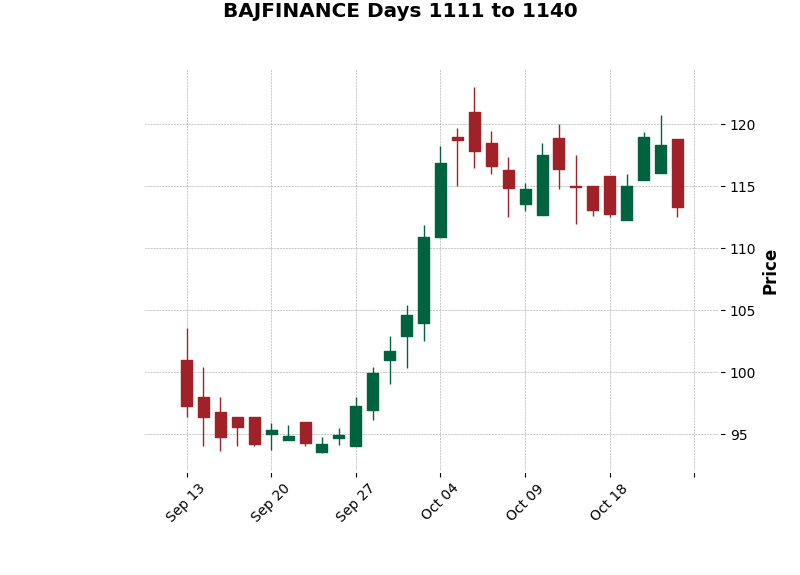 BAJFINANCE Days 1111 to 1140
120
115
110
105
100
95
Price
Sep 13
Sep 20
Sep 27
Oct 04
Oct 09
Oct 18